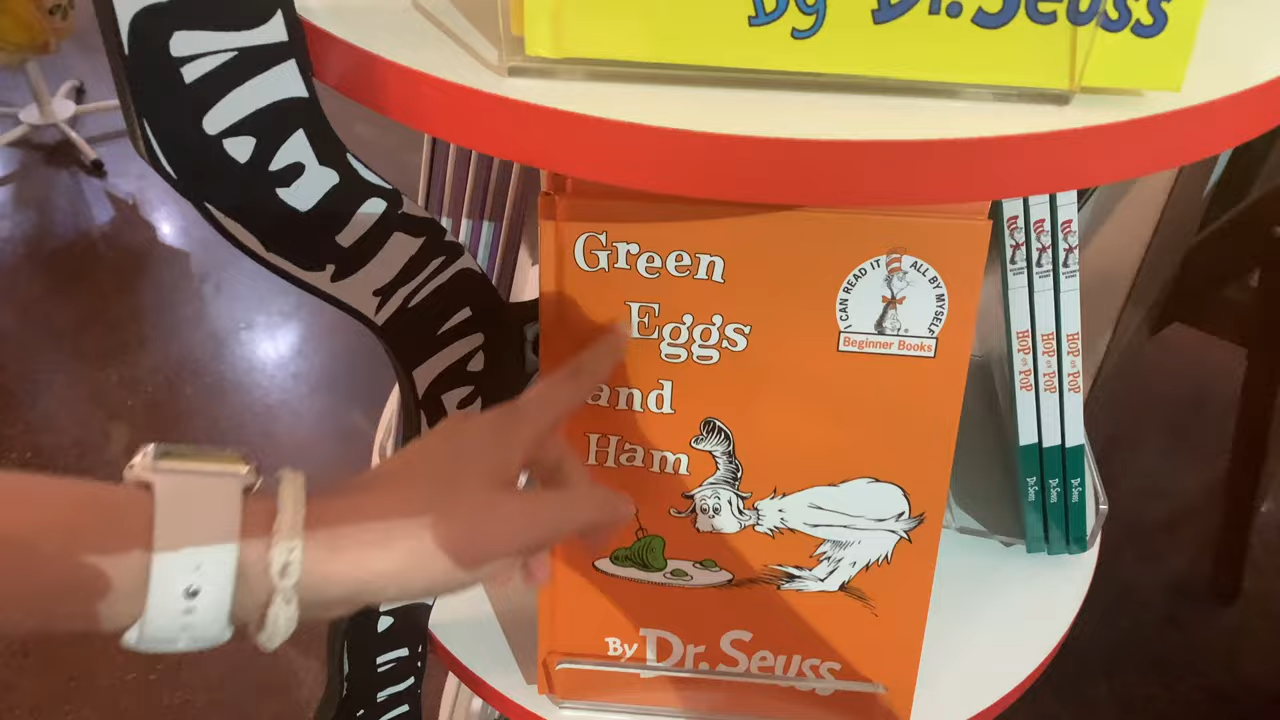 By Dr. Seuss
Green
Eggs
and
Ham
I CAN READ IT ALL BY MYSELF
Beginner Books
By Dr. Seuss
HOP on POP
Dr. Seuss
HOP on POP
Dr. Seuss
HOP on POP
Dr. Seuss